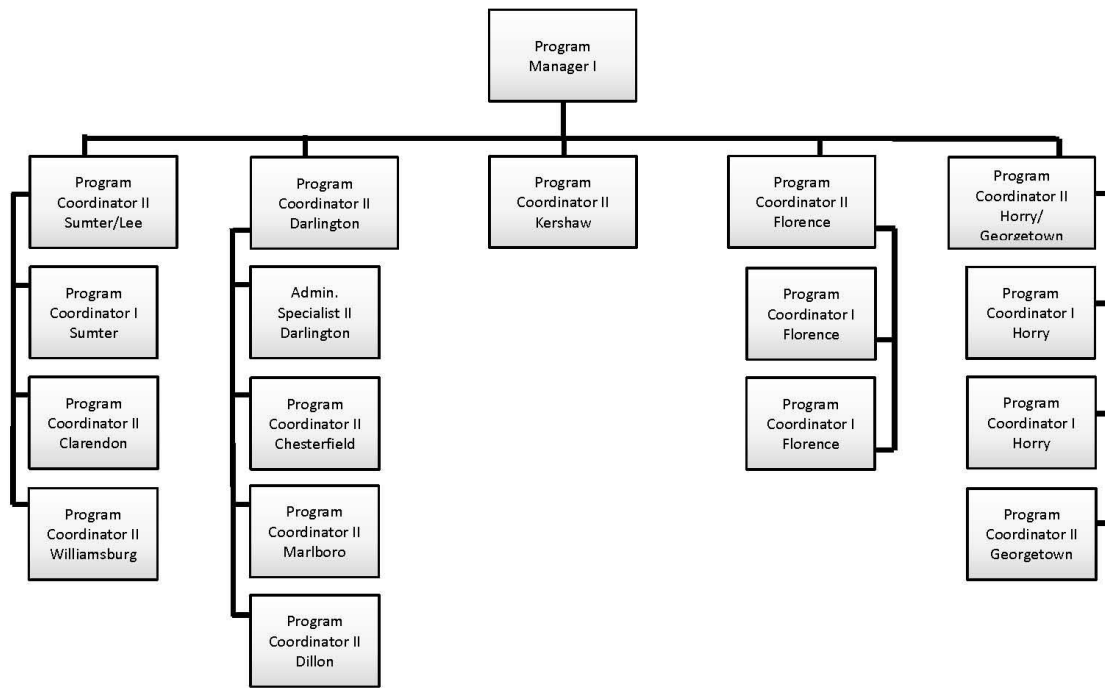 Program
Manager I
Program
Coordinator II
Sumter/Lee
Program
Coordinator II
Darlington
Program
Coordinator II
Kershaw
Program
Coordinator II
Florence
Program
Coordinator II
Horry/
Georgetown
Program
Coordinator I
Sumter
Admin.
Specialist II
Darlington
Program
Coordinator I
Florence
Program
Coordinator I
Horry
Program
Coordinator II
Clarendon
Program
Coordinator II
Chesterfield
Program
Coordinator I
Florence
Program
Coordinator I
Horry
Program
Coordinator II
Williamsburg
Program
Coordinator II
Marlboro
Program
Coordinator II
Georgetown
Program
Coordinator II
Dillon